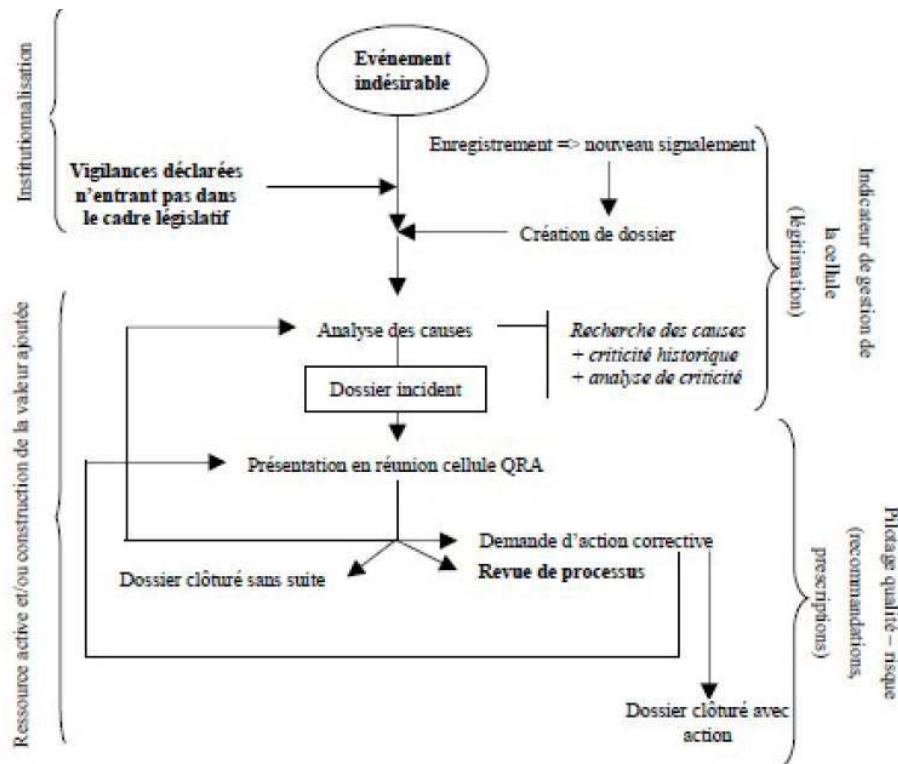 Evénement
indésirable
Institutionnalisation
Enregistrement => nouveau signalement
Vigilances déclarées
n'entrant pas dans
le cadre législatif
Création de dossier
Indicateur de gestion de
la cellule
(légitimation)
Analyse des causes
Recherche des causes
+ criticité historique
+ analyse de criticité
Dossier incident
Ressource active et/ou construction de la valeur ajoutée
Présentation en réunion cellule QRA
Demande d'action corrective
Dossier clôturé sans suite
Revue de processus
Pilotage qualité – risque
(recommandations,
prescriptions)
Dossier clôturé avec
action